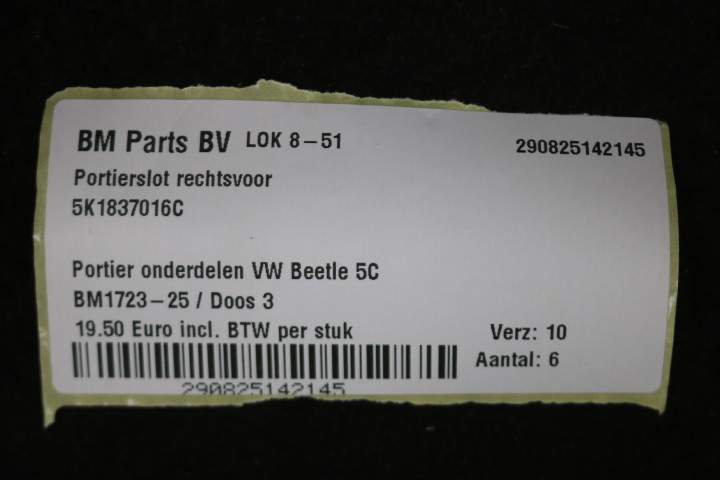 BM Parts BV LOK 8-51 290825142145
Portierslot rechtsvoor
5K1837016C
Portier onderdelen VW Beetle 5C
BM1723-25 / Doos 3
19.50 Euro incl. BTW per stuk Verz: 10
Aantal: 6
290825142145